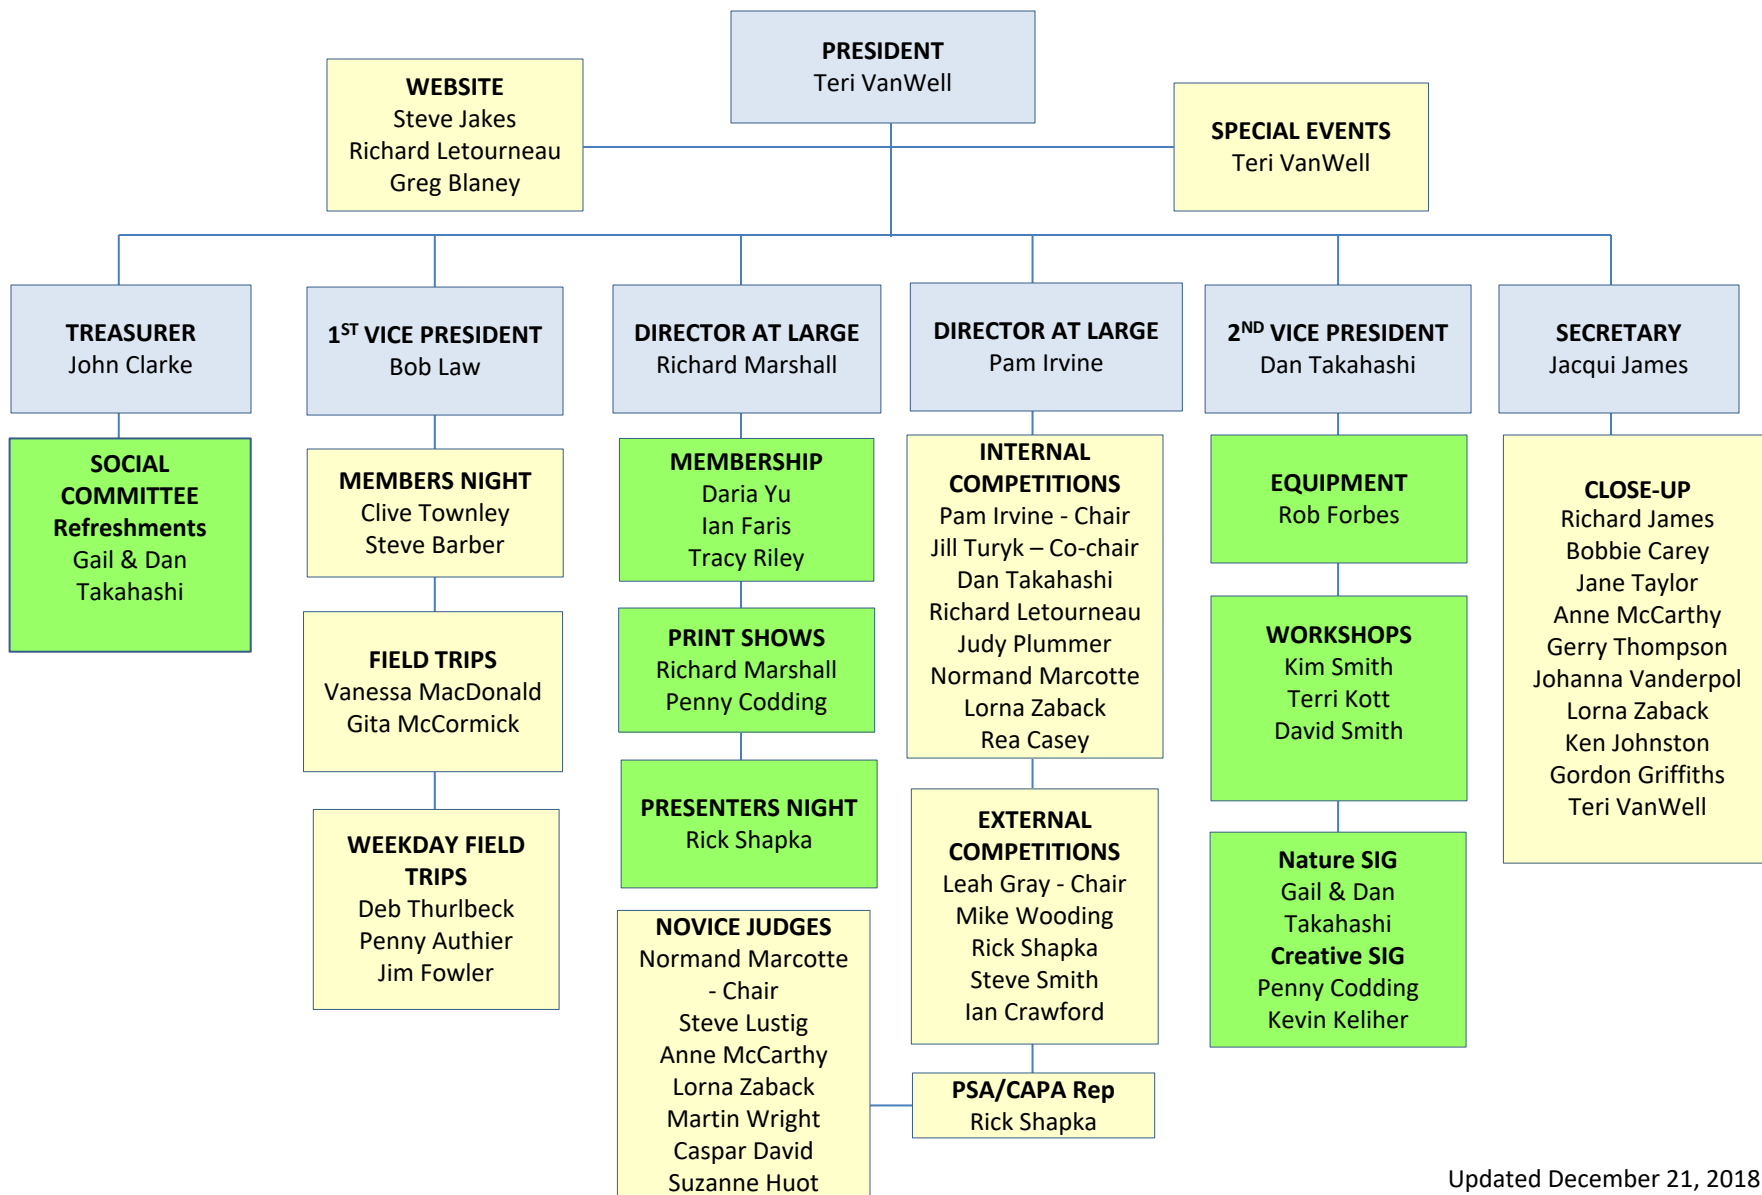 PRESIDENT
Teri VanWell
WEBSITE
Steve Jakes
Richard Letourneau
Greg Blaney
SPECIAL EVENTS
Teri VanWell
TREASURER
John Clarke
1ST VICE PRESIDENT
Bob Law
DIRECTOR AT LARGE
Richard Marshall
DIRECTOR AT LARGE
Pam Irvine
2ND VICE PRESIDENT
Dan Takahashi
SECRETARY
Jacqui James
SOCIAL
COMMITTEE
Refreshments
Gail & Dan
Takahashi
MEMBERS NIGHT
Clive Townley
Steve Barber
FIELD TRIPS
Vanessa MacDonald
Gita McCormick
WEEKDAY FIELD
TRIPS
Deb Thurlbeck
Penny Authier
Jim Fowler
MEMBERSHIP
Daria Yu
Ian Faris
Tracy Riley
PRINT SHOWS
Richard Marshall
Penny Codding
PRESENTERS NIGHT
Rick Shapka
NOVICE JUDGES
Normand Marcotte
- Chair
Steve Lustig
Anne McCarthy
Lorna Zaback
Martin Wright
Caspar David
Suzanne Huot
INTERNAL
COMPETITIONS
Pam Irvine - Chair
Jill Turyk – Co-chair
Dan Takahashi
Richard Letourneau
Judy Plummer
Normand Marcotte
Lorna Zaback
Rea Casey
EXTERNAL
COMPETITIONS
Leah Gray - Chair
Mike Wooding
Rick Shapka
Steve Smith
Ian Crawford
PSA/CAPA Rep
Rick Shapka
EQUIPMENT
Rob Forbes
WORKSHOPS
Kim Smith
Terri Kott
David Smith
Nature SIG
Gail & Dan
Takahashi
Creative SIG
Penny Codding
Kevin Keliher
CLOSE-UP
Richard James
Bobbie Carey
Jane Taylor
Anne McCarthy
Gerry Thompson
Johanna Vanderpol
Lorna Zaback
Ken Johnston
Gordon Griffiths
Teri VanWell
Updated December 21, 2018